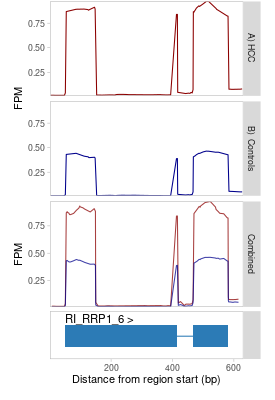 0.75
0.50
0.25
A) HCC
FPM
0.75
0.50
0.25
B) Controls
0.75
0.50
0.25
Combined
FPM
RI_RRP1_6 >
200
400
600
Distance from region start (bp)